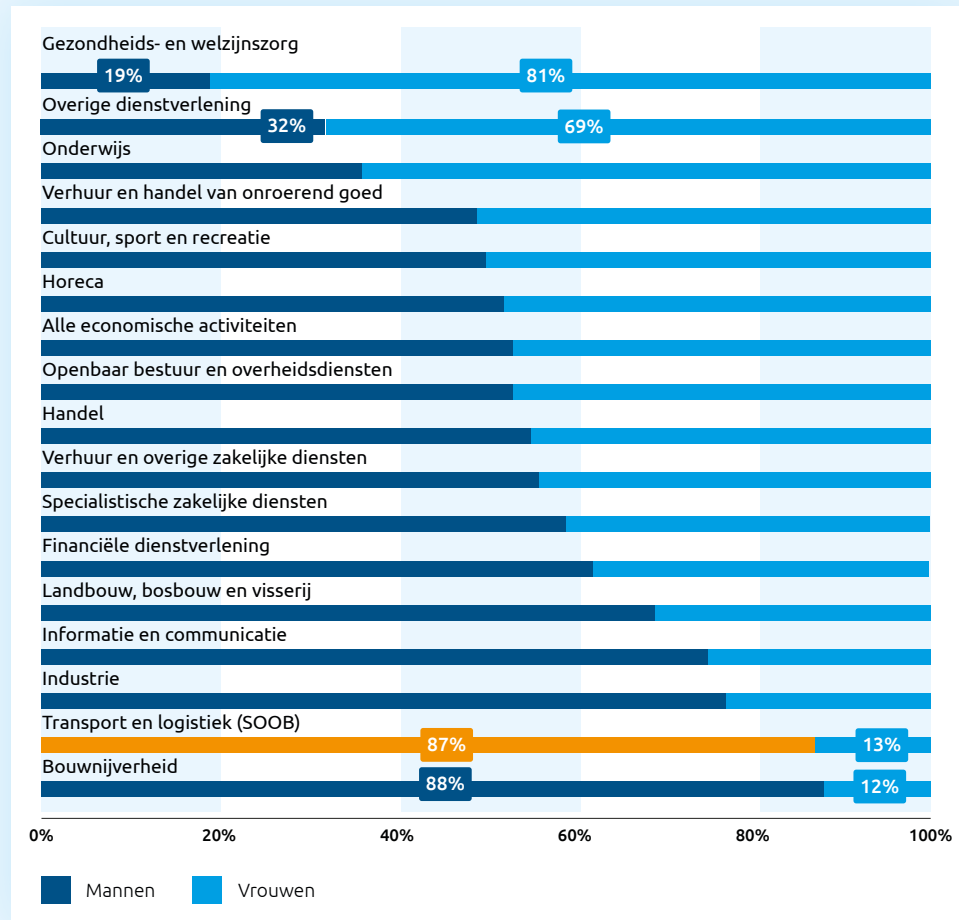 Gezondheids- en welzijnszorg
19% 81%
Overige dienstverlening
32% 69%
Onderwijs
Verhuur en handel van onroerend goed
Cultuur, sport en recreatie
Horeca
Alle economische activiteiten
Openbaar bestuur en overheidsdiensten
Handel
Verhuur en overige zakelijke diensten
Specialistische zakelijke diensten
Financiële dienstverlening
Landbouw, bosbouw en visserij
Informatie en communicatie
Industrie
Transport en logistiek (SOOB)
87% 13%
Bouwnijverheid
88% 12%
0% 20% 40% 60% 80% 100%
Mannen Vrouwen